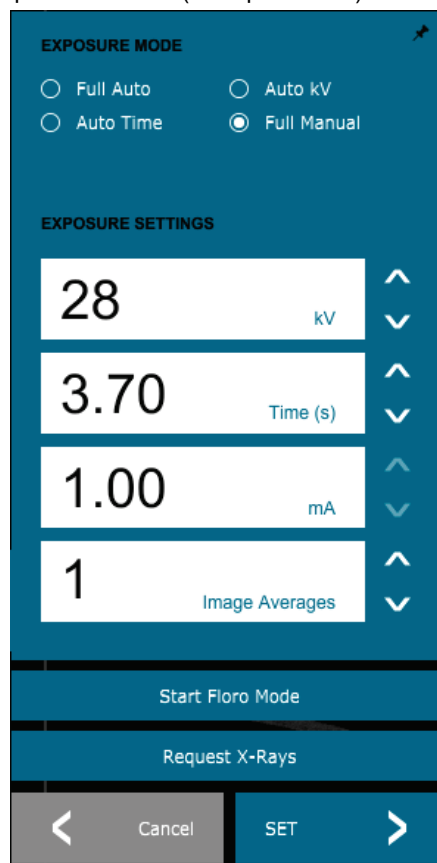 EXPOSURE MODE
Full Auto
Auto kV
Auto Time
Full Manual
EXPOSURE SETTINGS
28 kV
3.70 Time (s)
1.00 mA
1 Image Averages
Start Floro Mode
Request X-Rays
Cancel
SET